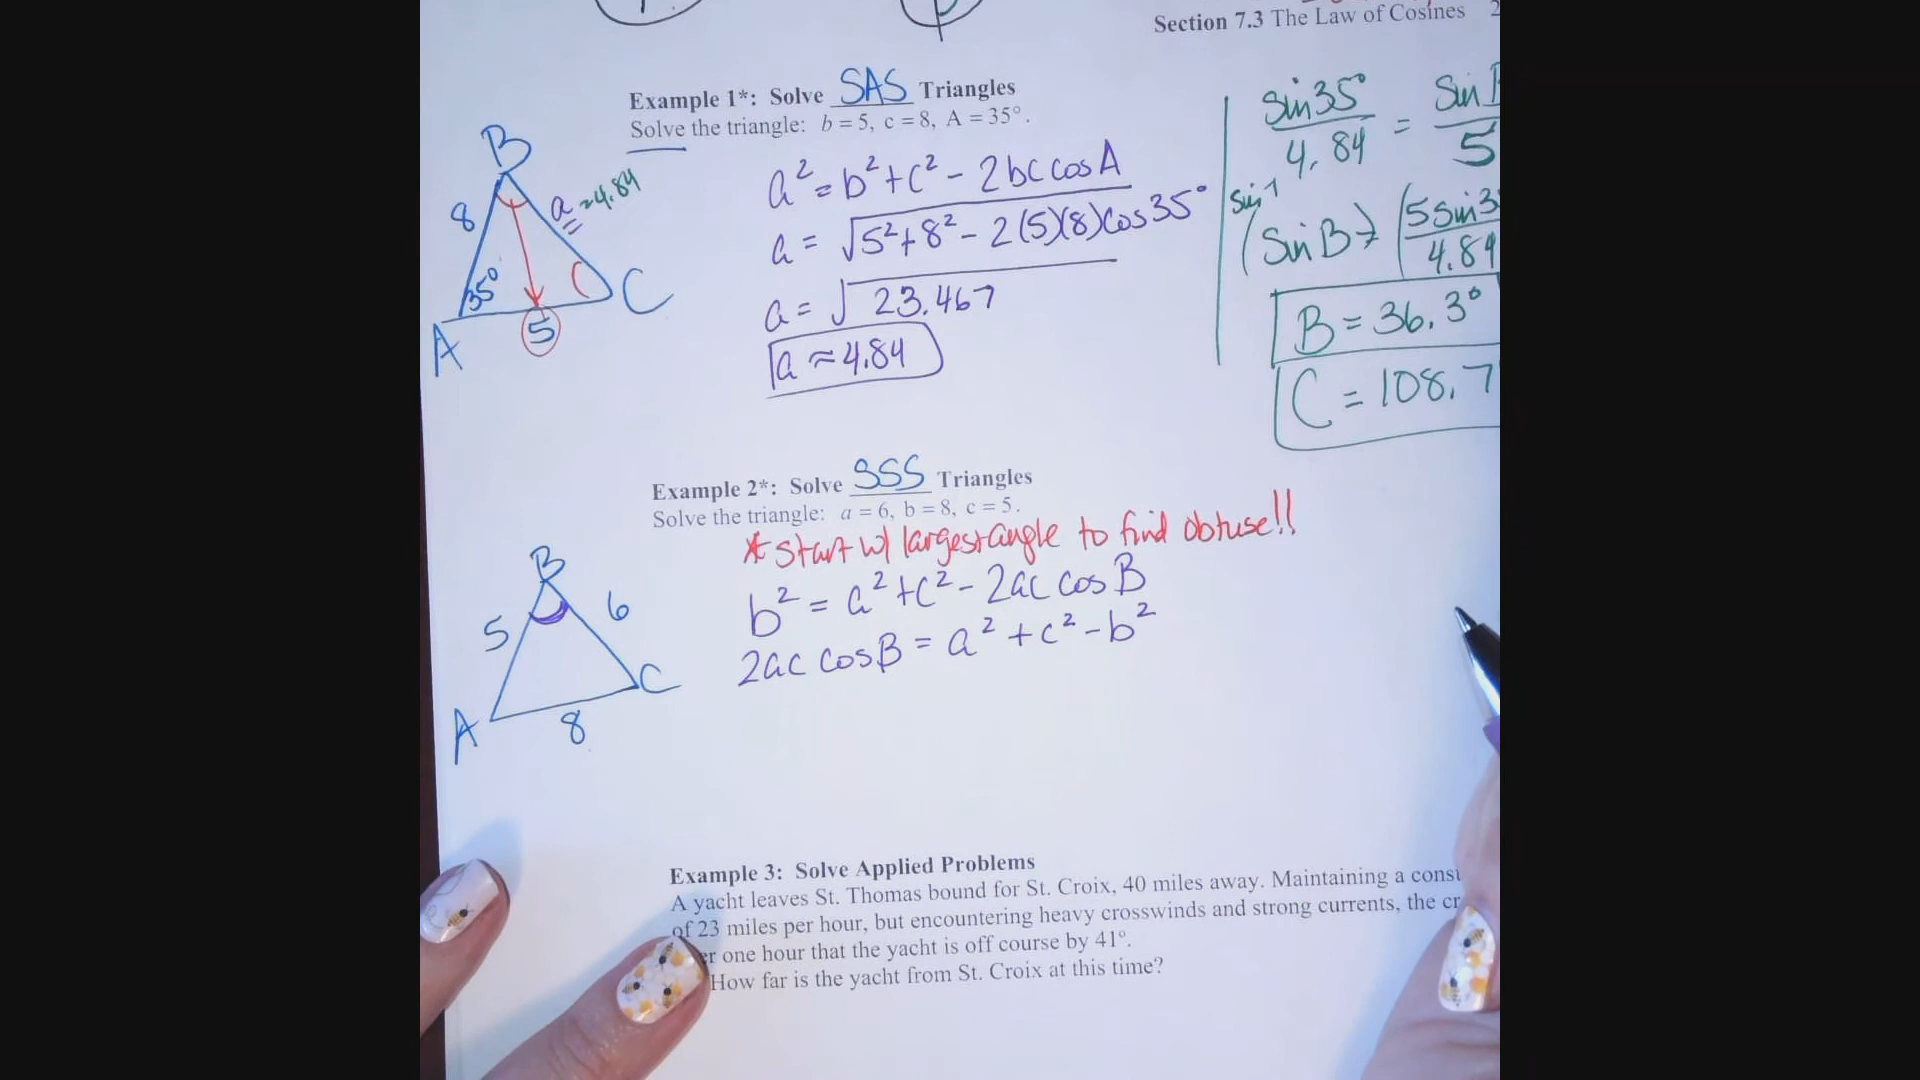 Section 7.3 The Law of Cosines
Example 1*: Solve SAS Triangles
Solve the triangle: b = 5, c = 8, A = 35°.
B
8
a ≈ 4.84
35°
C
A
5
a² = b² + c² - 2bc cos A
a = √5² + 8² - 2(5)(8)cos 35°
a = √23.467
a ≈ 4.84
sin 35° / 4.84 = sin / 5
sin⁻¹
(sin B) = (5 sin 3 / 4.84
B = 36.3°
C = 108.7
Example 2*: Solve SSS Triangles
Solve the triangle: a = 6, b = 8, c = 5.
* Start w/ largest angle to find obtuse!!
B
5
6
C
A
8
b² = a² + c² - 2ac cos B
2ac cos B = a² + c² - b²
Example 3: Solve Applied Problems
A yacht leaves St. Thomas bound for St. Croix, 40 miles away. Maintaining a const
of 23 miles per hour, but encountering heavy crosswinds and strong currents, the cr
er one hour that the yacht is off course by 41°.
How far is the yacht from St. Croix at this time?